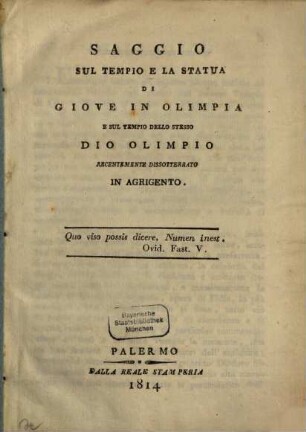 SAGGIO
SUL TEMPIO E LA STATUA
DI
GIOVE IN OLIMPIA
E SUL TEMPIO DELLO STESSO
DIO OLIMPIO
RECENTEMENTE DISSOTTERRATO
IN AGRIGENTO.
Quo viso possis dicere, Numen inest.
Ovid. Fast. V.
Bayerische
Staatsbibliothek
München
PALERMO
DALLA REALE STAMPERIA
1814